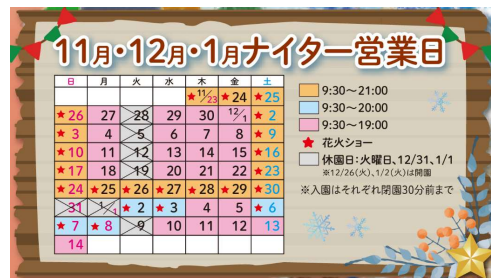 11月・12月・1月ナイター営業日
日 月 火 水 木 金 土
★11/23 ★24 ★25
★26 27 28 29 30 12/1 ★2
★3 4 5 6 7 8 ★9
★10 11 12 13 14 15 ★16
★17 18 19 20 21 22 ★23
★24 ★25 ★26 ★27 ★28 ★29 ★30
31 1/1 ★2 ★3 4 5 ★6
★7 ★8 9 10 11 12 13
14
9:30〜21:00
9:30〜20:00
9:30〜19:00
★ 花火ショー
休園日:火曜日、12/31、1/1
※12/26(火)、1/2(火)は開園
※入園はそれぞれ閉園30分前まで